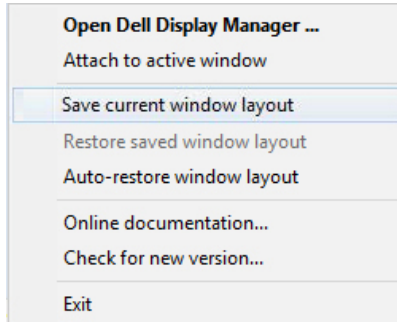 Open Dell Display Manager ...
Attach to active window
Save current window layout
Restore saved window layout
Auto-restore window layout
Online documentation...
Check for new version...
Exit